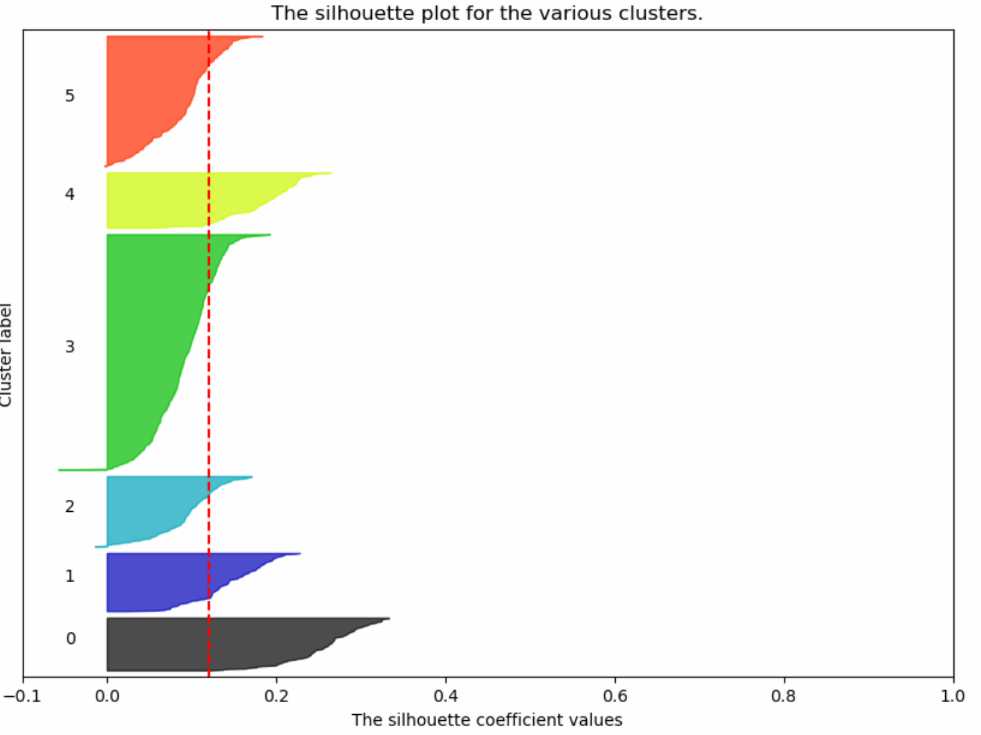 The silhouette plot for the various clusters.
Cluster label
5
4
3
2
1
0
−0.1 0.0 0.2 0.4 0.6 0.8 1.0
The silhouette coefficient values